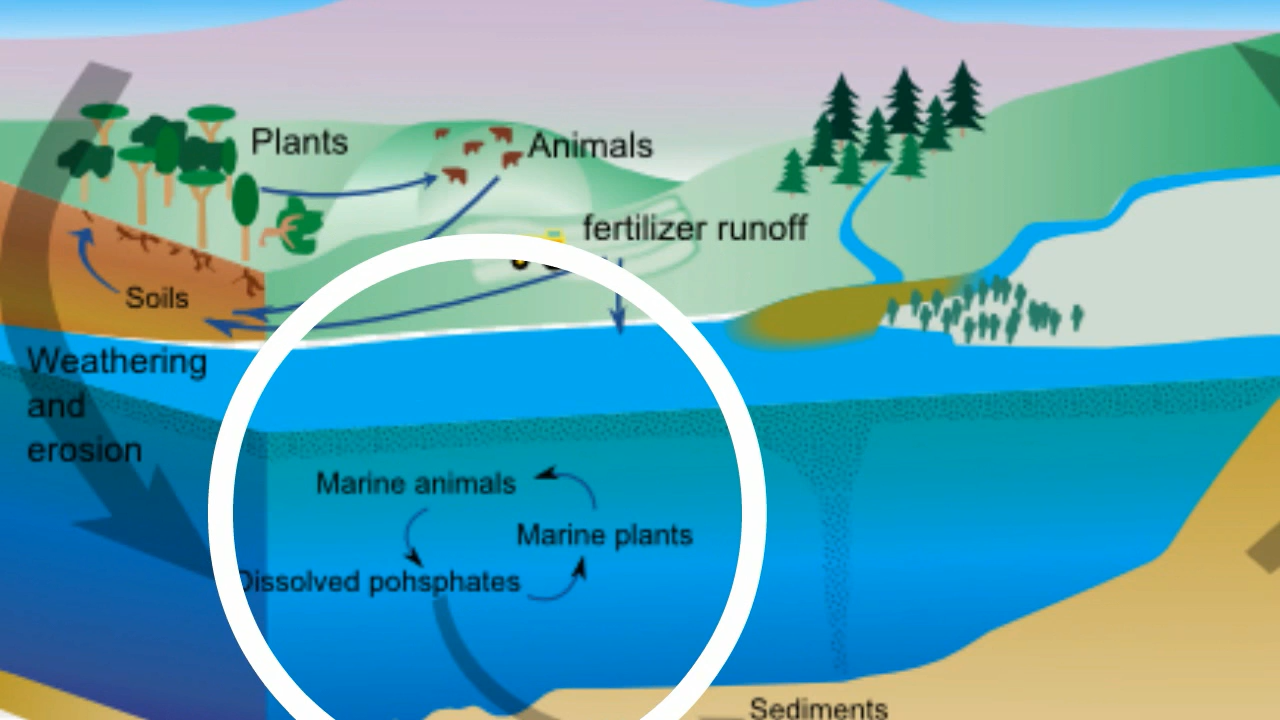 Plants
Animals
fertilizer runoff
Soils
Weathering
and
erosion
Marine animals
Marine plants
Dissolved pohsphates
Sediments